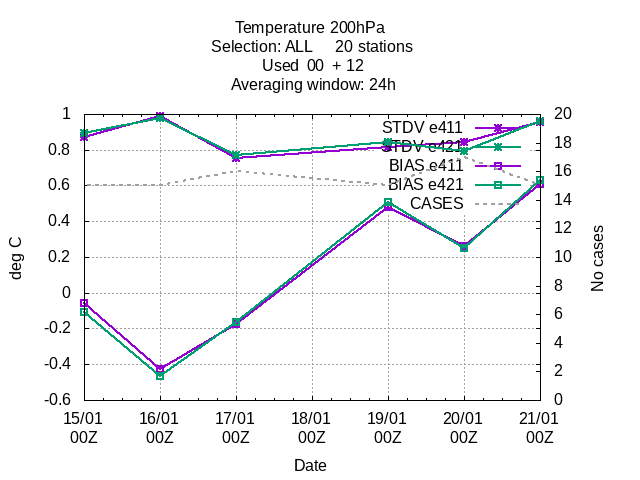 Temperature 200hPa
Selection: ALL 20 stations
Used 00 + 12
Averaging window: 24h
STDV e411
STDV e421
BIAS e411
BIAS e421
CASES
1
0.8
0.6
0.4
0.2
0
-0.2
-0.4
-0.6
deg C
20
18
16
14
12
10
8
6
4
2
0
No cases
15/01 16/01 17/01 18/01 19/01 20/01 21/01
00Z 00Z 00Z 00Z 00Z 00Z 00Z
Date